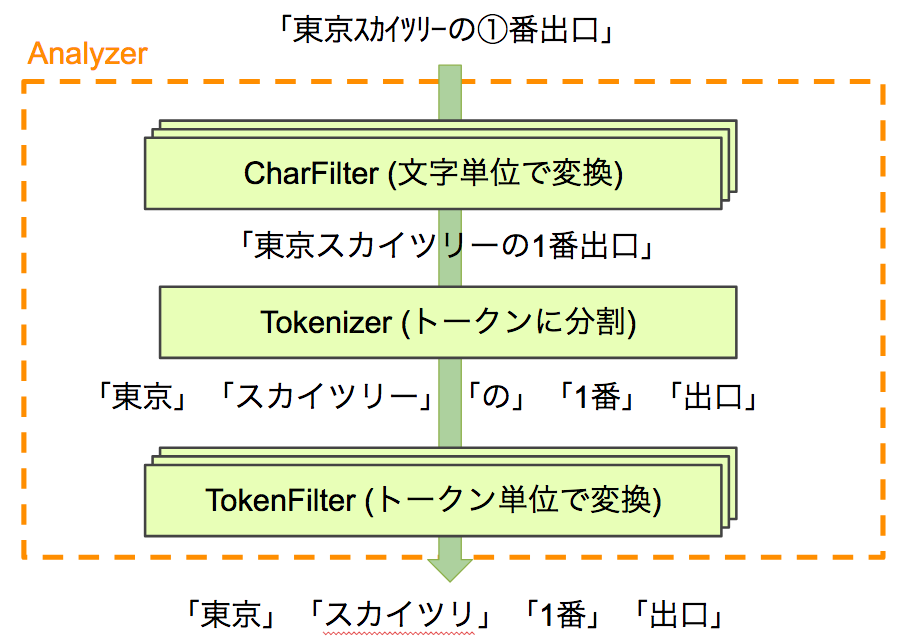 「東京ｽｶｲﾂﾘｰの①番出口」
Analyzer
CharFilter (文字単位で変換)
「東京スカイツリーの1番出口」
Tokenizer (トークンに分割)
「東京」 「スカイツリー」 「の」 「1番」 「出口」
TokenFilter (トークン単位で変換)
「東京」 「スカイツリ」 「1番」 「出口」